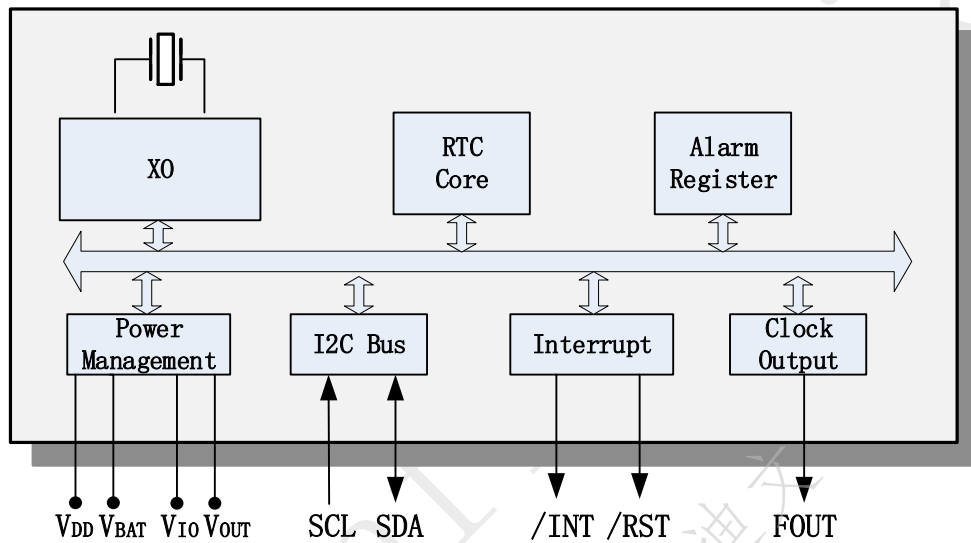 XO
RTC
Core
Alarm
Register
Power
Management
I2C Bus
Interrupt
Clock
Output
VDD VBAT VIO VOUT SCL SDA /INT /RST FOUT